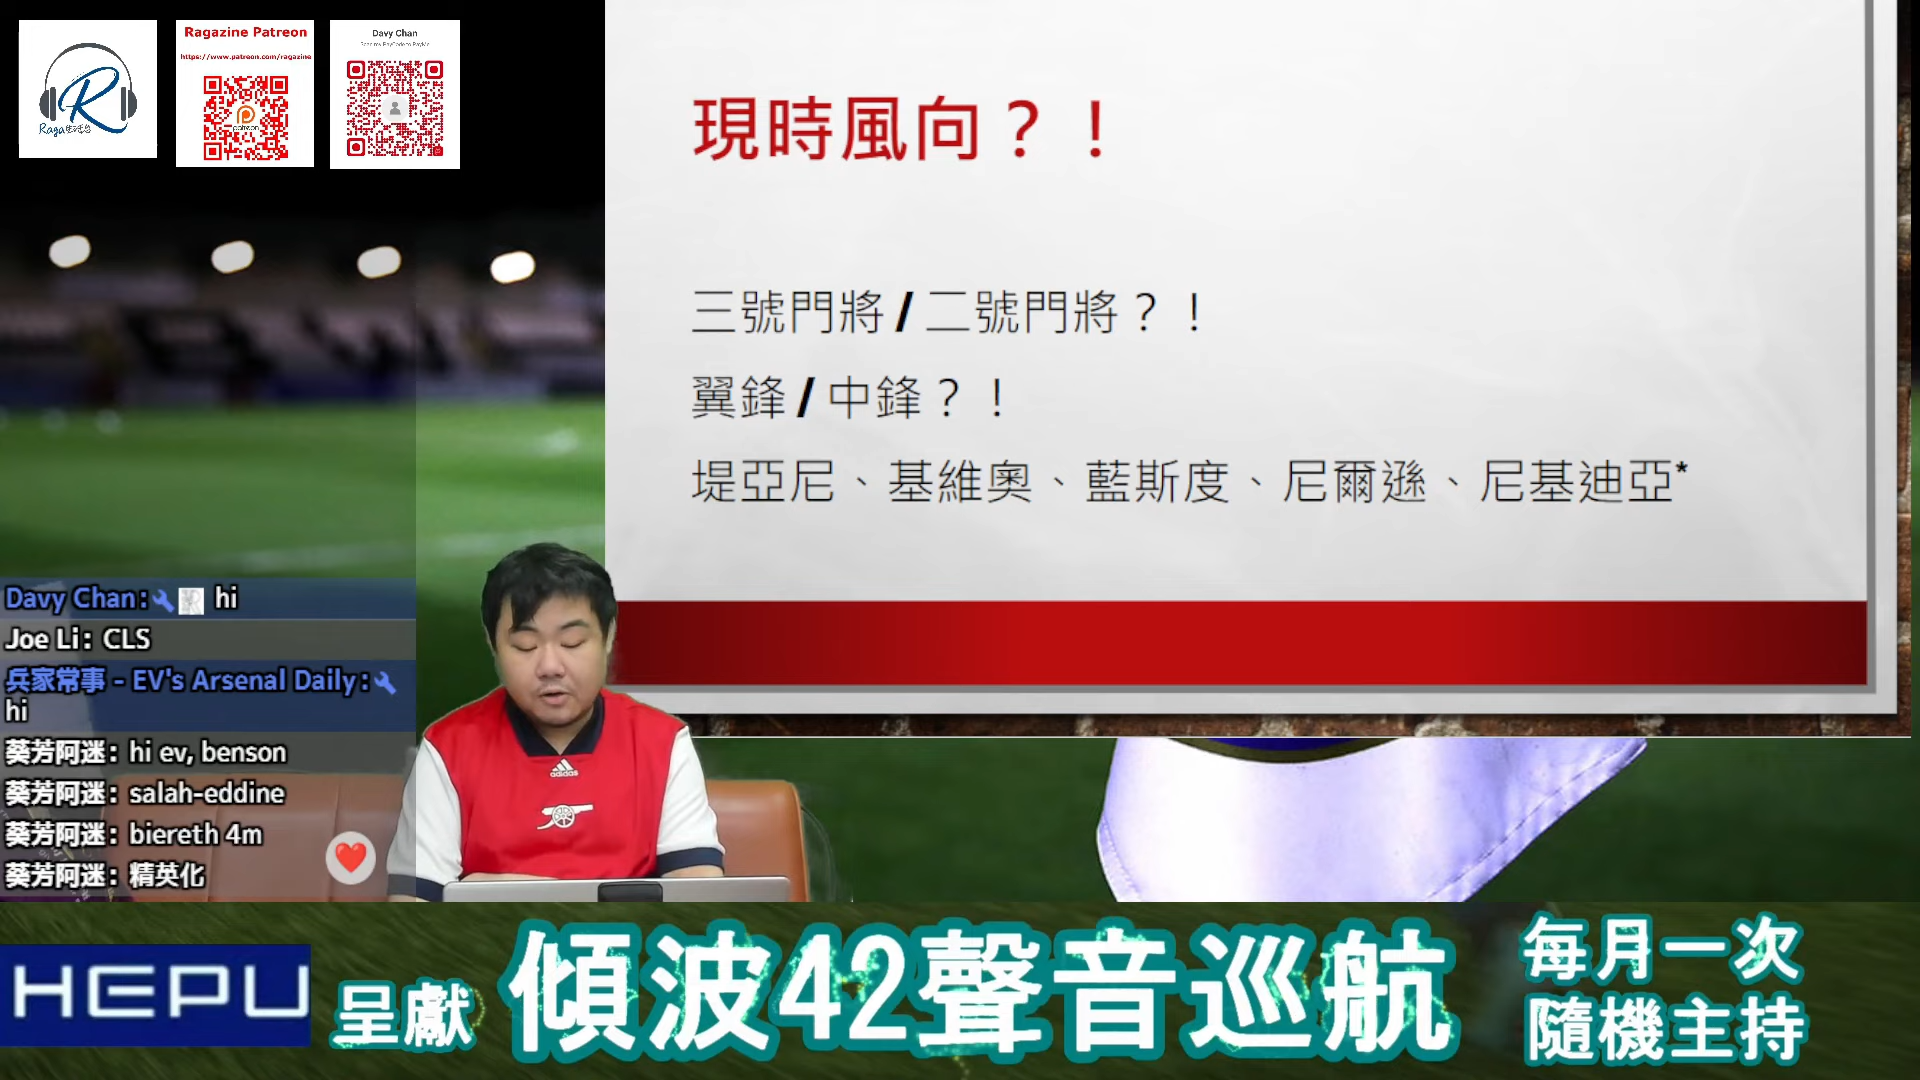 Ragazine Patreon
https://www.patreon.com/ragazine
patreon
Davy Chan
R
現時風向？！
三號門將 / 二號門將？！
翼鋒 / 中鋒？！
堤亞尼、基維奧、藍斯度、尼爾遜、尼基迪亞*
Davy Chan: hi
Joe Li: CLS
兵家常事 - EV's Arsenal Daily:
hi
葵芳阿迷: hi ev, benson
葵芳阿迷: salah-eddine
葵芳阿迷: biereth 4m
葵芳阿迷: 精英化
adidas
HEPU
呈獻
傾波42聲音巡航
每月一次
隨機主持